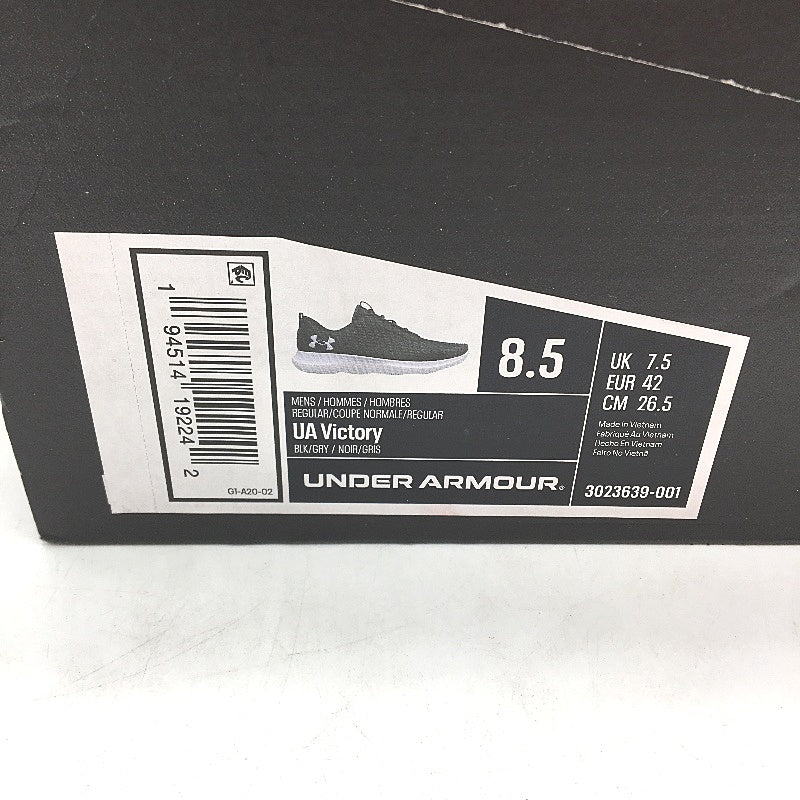 1 94514 19224 2
G1-A20-02
8.5
MENS / HOMMES / HOMBRES
REGULAR/COUPE NORMALE/REGULAR
UA Victory
BLK/GRY / NOIR/GRIS
UNDER ARMOUR®
UK 7.5
EUR 42
CM 26.5
Made in Vietnam
Fabriqué Au Vietnam
Hecho En Vietnam
Feito No Vietnã
3023639-001